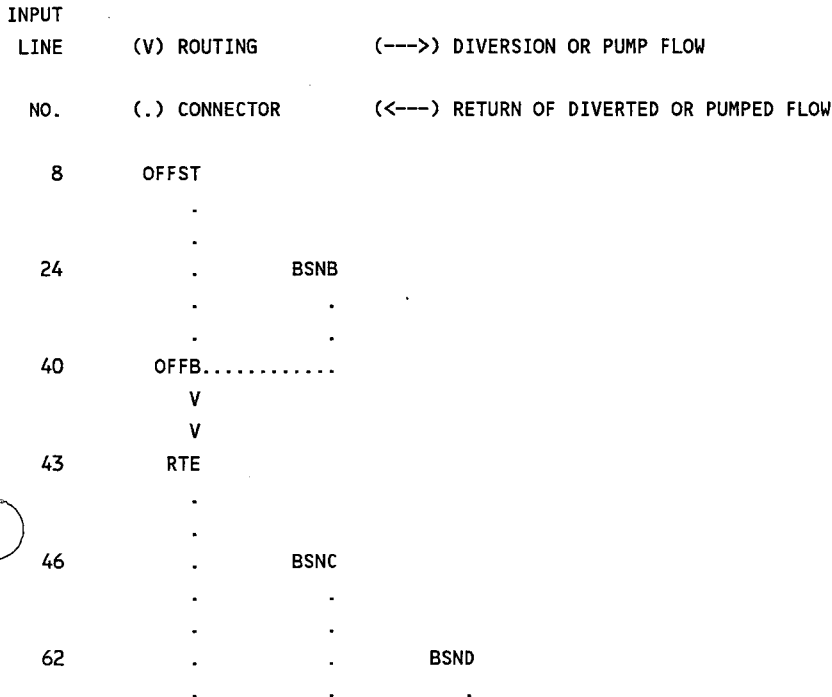 INPUT
LINE (V) ROUTING (--->) DIVERSION OR PUMP FLOW
NO. (.) CONNECTOR (<---) RETURN OF DIVERTED OR PUMPED FLOW
8 OFFST
.
.
24 . BSNB
. .
. .
40 OFFB............
V
V
43 RTE
.
.
46 . BSNC
. .
. .
62 . . BSND
. . .